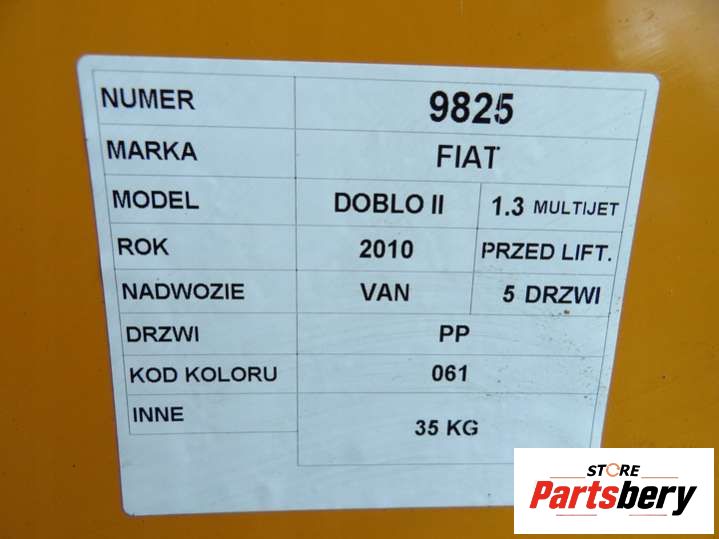 NUMER 9825
MARKA FIAT
MODEL DOBLO II 1.3 MULTIJET
ROK 2010 PRZED LIFT.
NADWOZIE VAN 5 DRZWI
DRZWI PP
KOD KOLORU 061
INNE 35 KG
STORE
Partsbery